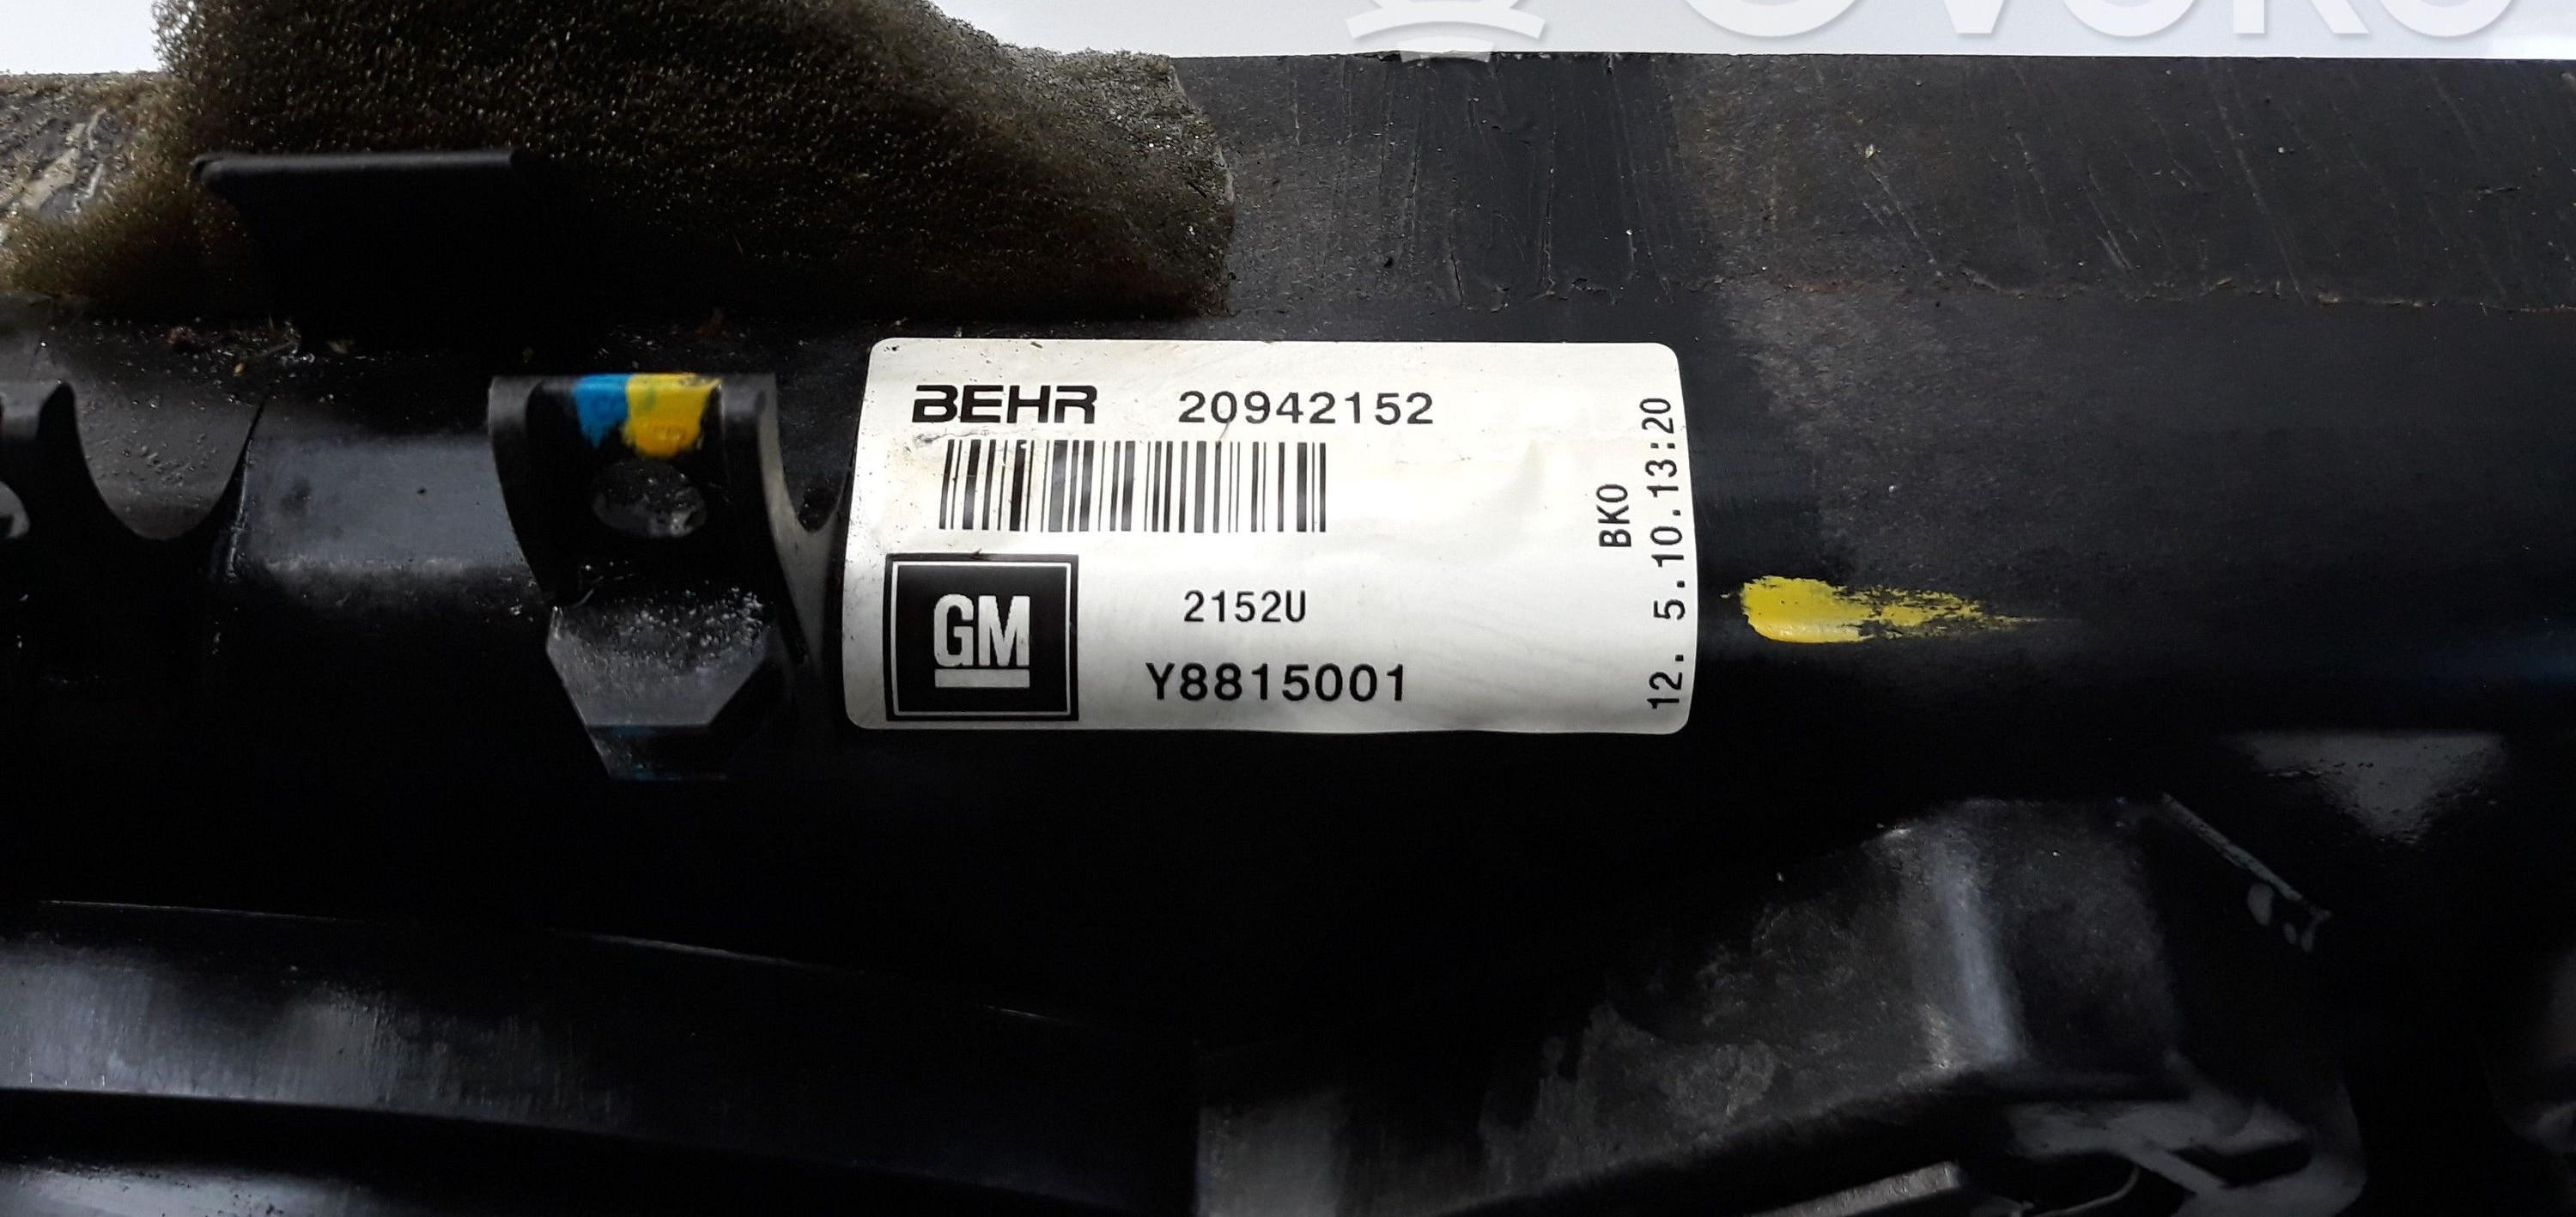 BEHR 20942152
GM
2152U
Y8815001
BKO
12. 5.10.13:20